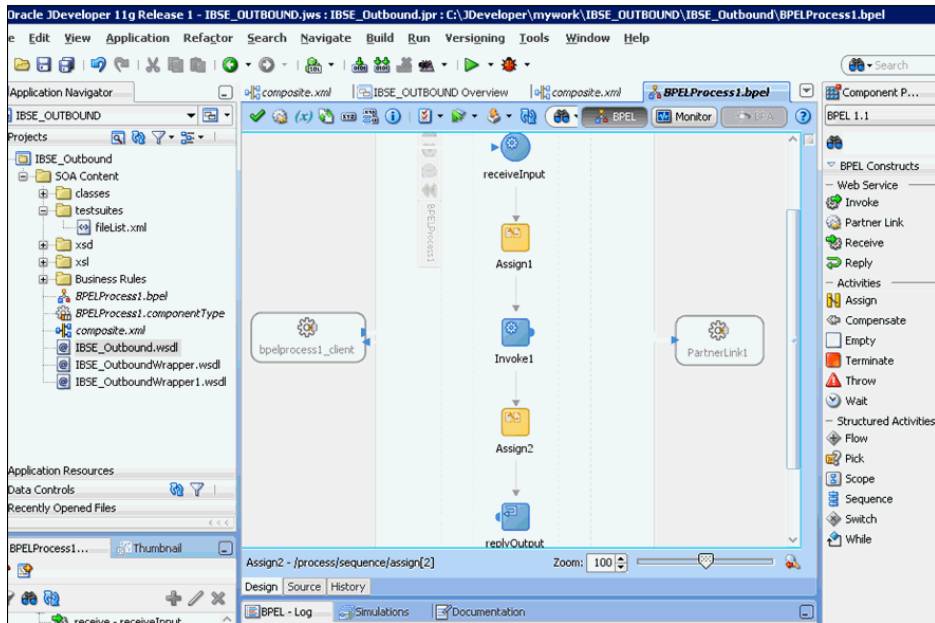 Oracle JDeveloper 11g Release 1 - IBSE_OUTBOUND.jws : IBSE_Outbound.jpr : C:\JDeveloper\mywork\IBSE_OUTBOUND\IBSE_Outbound\BPELProcess1.bpel
e Edit View Application Refactor Search Navigate Build Run Versioning Tools Window Help
Search
Application Navigator
composite.xml
IBSE_OUTBOUND Overview
composite.xml
BPELProcess1.bpel
Component P...
IBSE_OUTBOUND
BPEL
Monitor
BPA
BPEL 1.1
Projects
IBSE_Outbound
SOA Content
classes
testsuites
fileList.xml
xsd
xsl
Business Rules
BPELProcess1.bpel
BPELProcess1.componentType
composite.xml
IBSE_Outbound.wsdl
IBSE_OutboundWrapper.wsdl
IBSE_OutboundWrapper1.wsdl
Application Resources
Data Controls
Recently Opened Files
BPELProcess1...
Thumbnail
receive - receiveInput
BPELProcess1
receiveInput
Assign1
bpelprocess1_client
Invoke1
PartnerLink1
Assign2
replyOutput
Assign2 - /process/sequence/assign[2]
Zoom: 100
Design Source History
BPEL - Log
Simulations
Documentation
BPEL Constructs
Web Service
Invoke
Partner Link
Receive
Reply
Activities
Assign
Compensate
Empty
Terminate
Throw
Wait
Structured Activities
Flow
Pick
Scope
Sequence
Switch
While